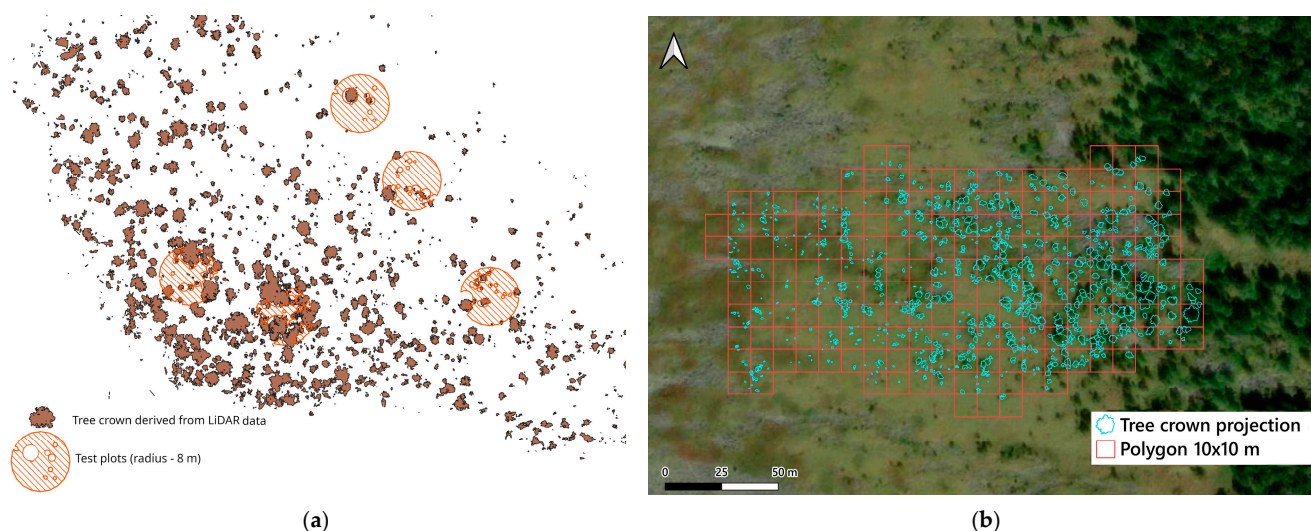 Tree crown derived from LiDAR data
Test plots (radius - 8 m)
(a)
Tree crown projection
Polygon 10x10 m
0 25 50 m
(b)